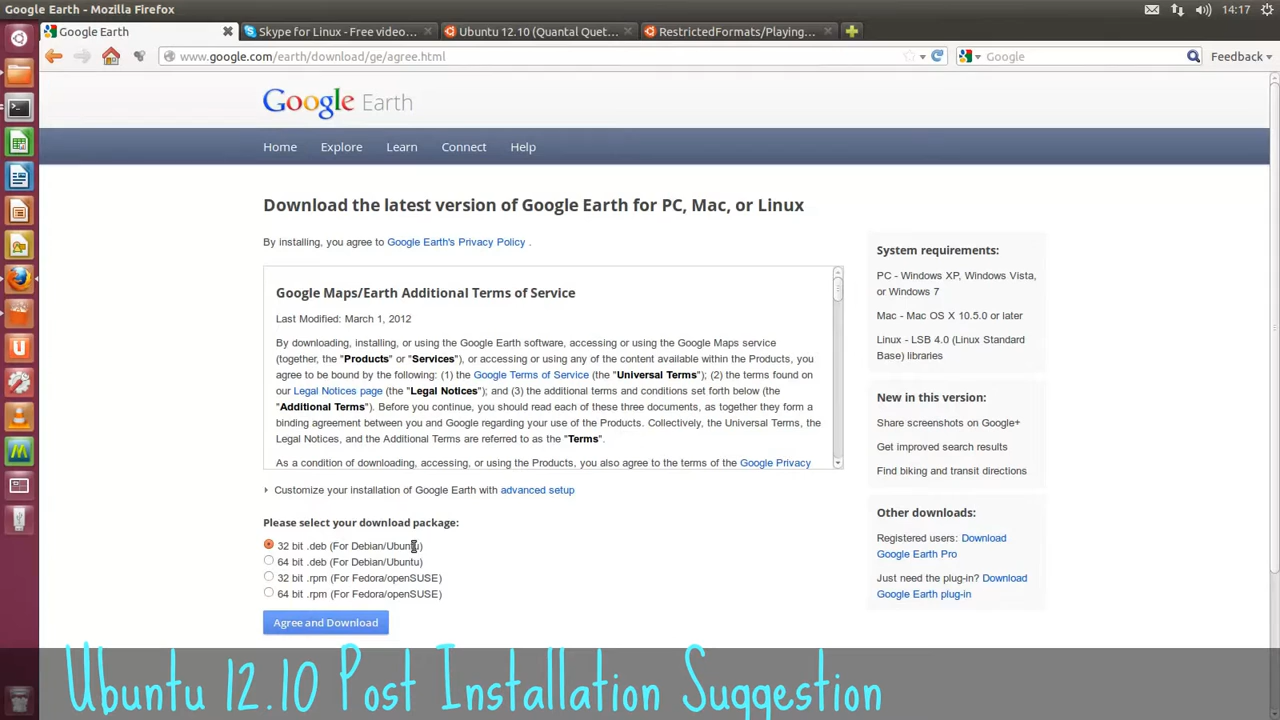 Google Earth - Mozilla Firefox
14:17
Google Earth
Skype for Linux - Free video...
Ubuntu 12.10 (Quantal Quet...
RestrictedFormats/Playing...
www.google.com/earth/download/ge/agree.html
Google
Feedback
Google Earth
Home Explore Learn Connect Help
Download the latest version of Google Earth for PC, Mac, or Linux
By installing, you agree to Google Earth's Privacy Policy .
Google Maps/Earth Additional Terms of Service
Last Modified: March 1, 2012
By downloading, installing, or using the Google Earth software, accessing or using the Google Maps service
(together, the "Products" or "Services"), or accessing or using any of the content available within the Products, you
agree to be bound by the following: (1) the Google Terms of Service (the "Universal Terms"); (2) the terms found on
our Legal Notices page (the "Legal Notices"); and (3) the additional terms and conditions set forth below (the
"Additional Terms"). Before you continue, you should read each of these three documents, as together they form a
binding agreement between you and Google regarding your use of the Products. Collectively, the Universal Terms, the
Legal Notices, and the Additional Terms are referred to as the "Terms".
As a condition of downloading, accessing, or using the Products, you also agree to the terms of the Google Privacy
Customize your installation of Google Earth with advanced setup
Please select your download package:
32 bit .deb (For Debian/Ubuntu)
64 bit .deb (For Debian/Ubuntu)
32 bit .rpm (For Fedora/openSUSE)
64 bit .rpm (For Fedora/openSUSE)
Agree and Download
System requirements:
PC - Windows XP, Windows Vista,
or Windows 7
Mac - Mac OS X 10.5.0 or later
Linux - LSB 4.0 (Linux Standard
Base) libraries
New in this version:
Share screenshots on Google+
Get improved search results
Find biking and transit directions
Other downloads:
Registered users: Download
Google Earth Pro
Just need the plug-in? Download
Google Earth plug-in
Ubuntu 12.10 Post Installation Suggestion